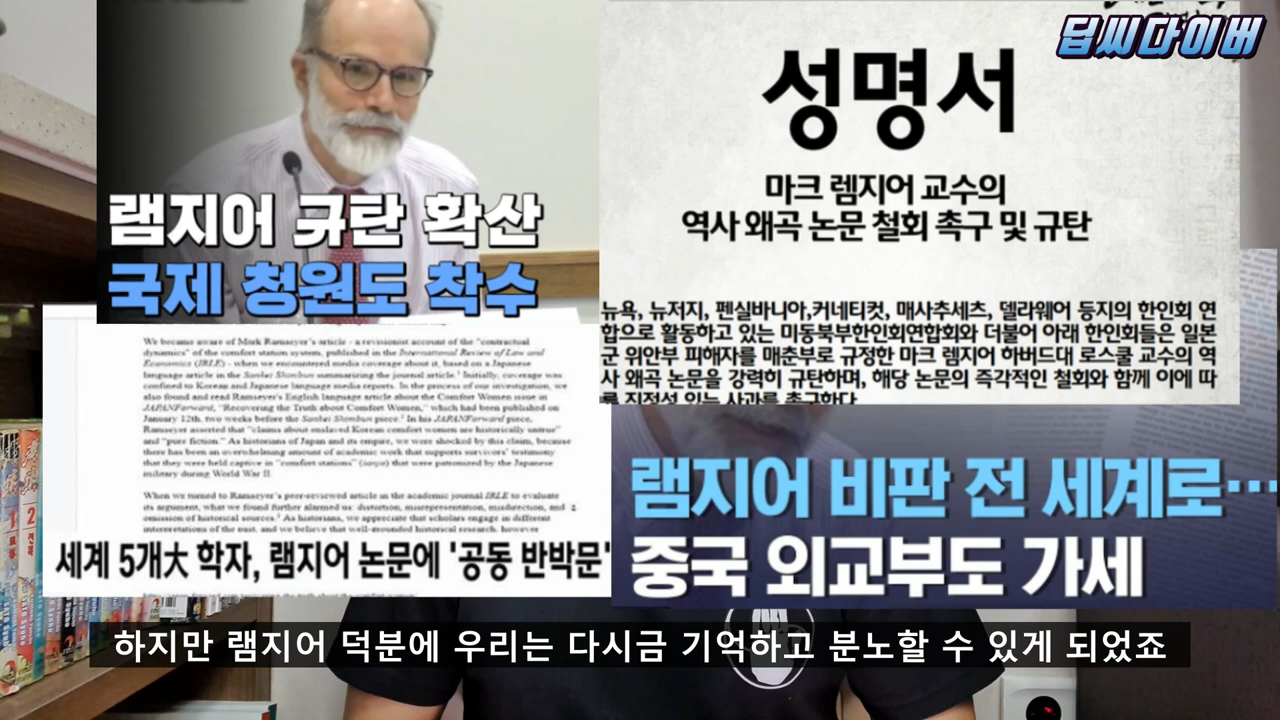 딥씨다이버
램지어 규탄 확산
국제 청원도 착수
성명서
마크 렘지어 교수의
역사 왜곡 논문 철회 촉구 및 규탄
뉴욕, 뉴저지, 펜실바니아,커네티컷, 매사추세츠, 델라웨어 등지의 한인회 연
합으로 활동하고 있는 미동북부한인회연합회와 더불어 아래 한인회들은 일본
군 위안부 피해자를 매춘부로 규정한 마크 렘지어 하버드대 로스쿨 교수의 역
사 왜곡 논문을 강력히 규탄하며, 해당 논문의 즉각적인 철회와 함께 이에 따
른 진정성 있는 사과를 촉구한다
We became aware of Mark Ramseyer's article - a revisionist account of the "contractual
dynamics" of the comfort station system, published in the International Review of Law and
Economics (IRLE) - when we encountered media coverage about it, based on a Japanese
language article in the Sankei Shimbun summarizing the journal article.1 Initially, coverage was
confined to Korean and Japanese language media reports. In the process of our investigation, we
also found and read Ramseyer's English language article about the Comfort Women issue in
JAPANForward, "Recovering the Truth about Comfort Women," which had been published on
January 12th, two weeks before the Sankei Shimbun piece.2 In his JAPANForward piece,
Ramseyer asserted that "claims about enslaved Korean comfort women are historically untrue"
and "pure fiction." As historians of Japan and its empire, we were shocked by this claim, because
there has been an overwhelming amount of academic work that supports survivors' testimony
that they were held captive in "comfort stations" (ianjo) that were patronized by the Japanese
military during World War II.
When we turned to Ramseyer's peer-reviewed article in the academic journal IRLE to evaluate
its argument, what we found further alarmed us: distortion, misrepresentation, misdirection, and
omission of historical sources.3 As historians, we appreciate that scholars engage in different
interpretations of the past, and we believe that well-grounded historical research, however
세계 5개大 학자, 램지어 논문에 '공동 반박문'
램지어 비판 전 세계로…
중국 외교부도 가세
하지만 램지어 덕분에 우리는 다시금 기억하고 분노할 수 있게 되었죠